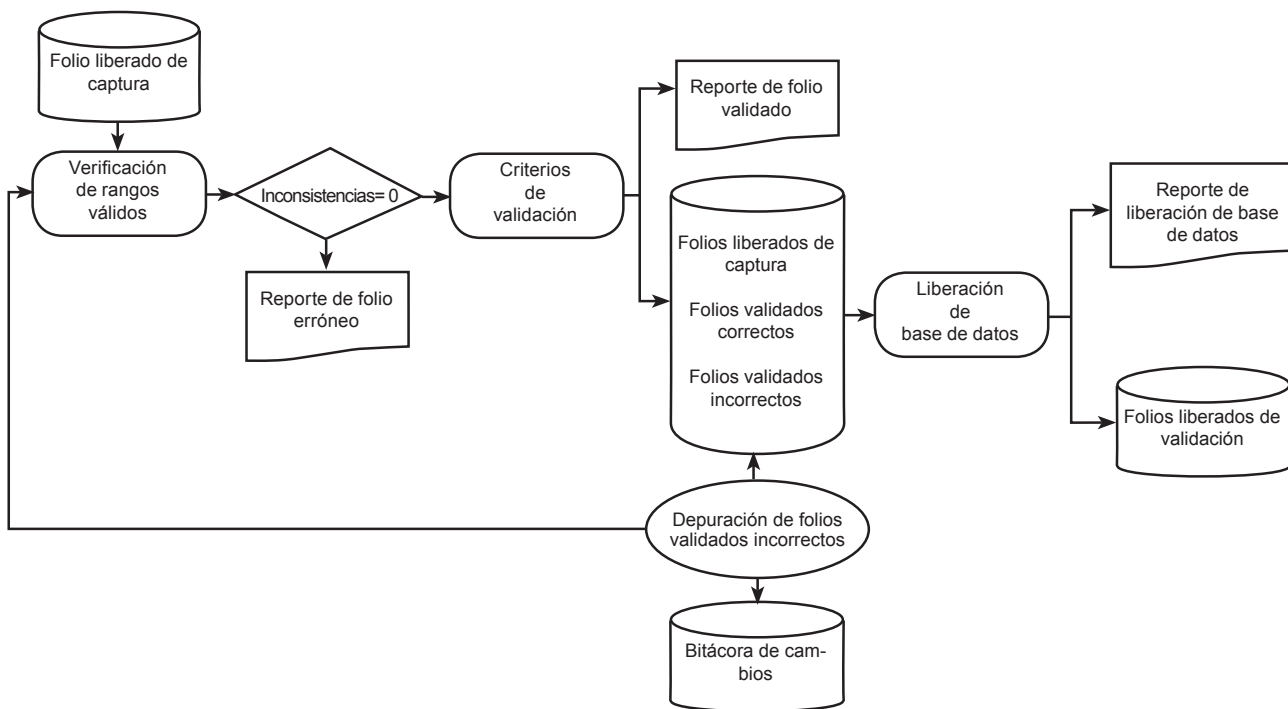 Folio liberado de
captura
Verificación
de rangos
válidos
Inconsistencias= 0
Reporte de folio
erróneo
Criterios
de
validación
Reporte de folio
validado
Folios liberados de
captura
Folios validados
correctos
Folios validados
incorrectos
Liberación
de
base de datos
Reporte de
liberación de base
de datos
Folios liberados de
validación
Depuración de folios
validados incorrectos
Bitácora de cam-
bios